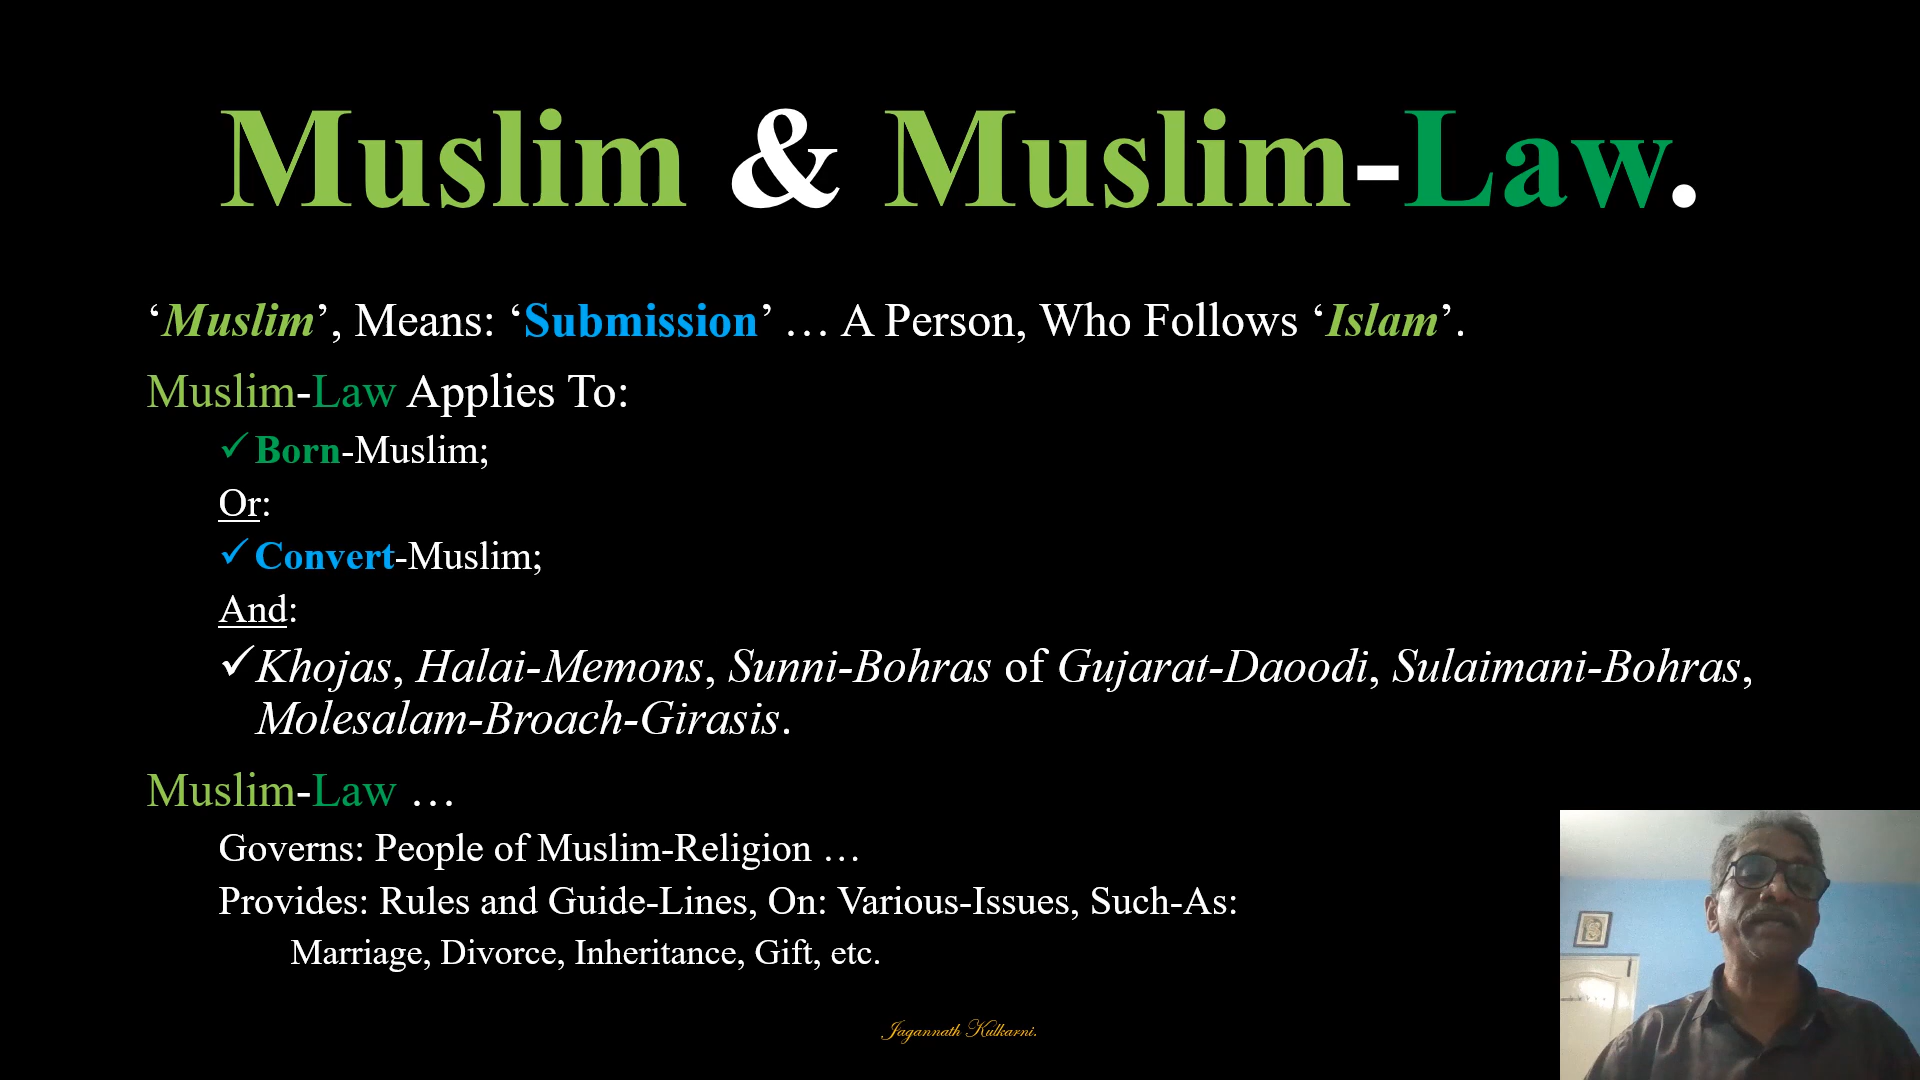 Muslim & Muslim-Law.
‘Muslim’, Means: ‘Submission’ … A Person, Who Follows ‘Islam’.
Muslim-Law Applies To:
✓Born-Muslim;
Or:
✓Convert-Muslim;
And:
✓Khojas, Halai-Memons, Sunni-Bohras of Gujarat-Daoodi, Sulaimani-Bohras,
Molesalam-Broach-Girasis.
Muslim-Law …
Governs: People of Muslim-Religion …
Provides: Rules and Guide-Lines, On: Various-Issues, Such-As:
Marriage, Divorce, Inheritance, Gift, etc.
Jagannath Kulkarni.